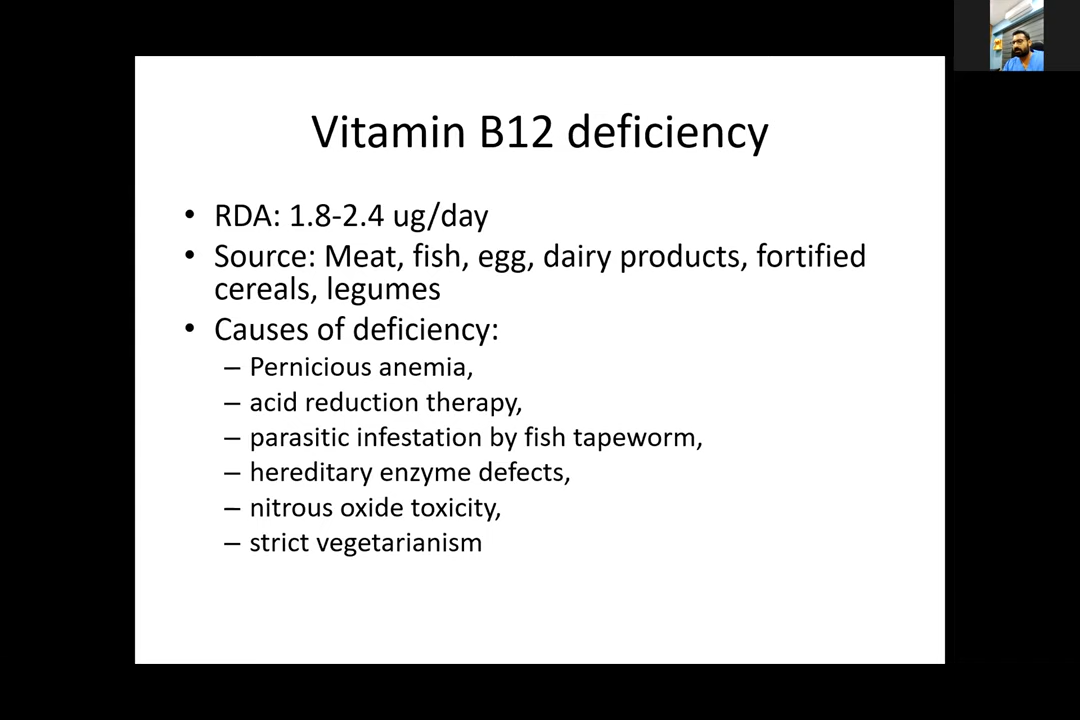 Vitamin B12 deficiency
• RDA: 1.8-2.4 ug/day
• Source: Meat, fish, egg, dairy products, fortified
cereals, legumes
• Causes of deficiency:
– Pernicious anemia,
– acid reduction therapy,
– parasitic infestation by fish tapeworm,
– hereditary enzyme defects,
– nitrous oxide toxicity,
– strict vegetarianism